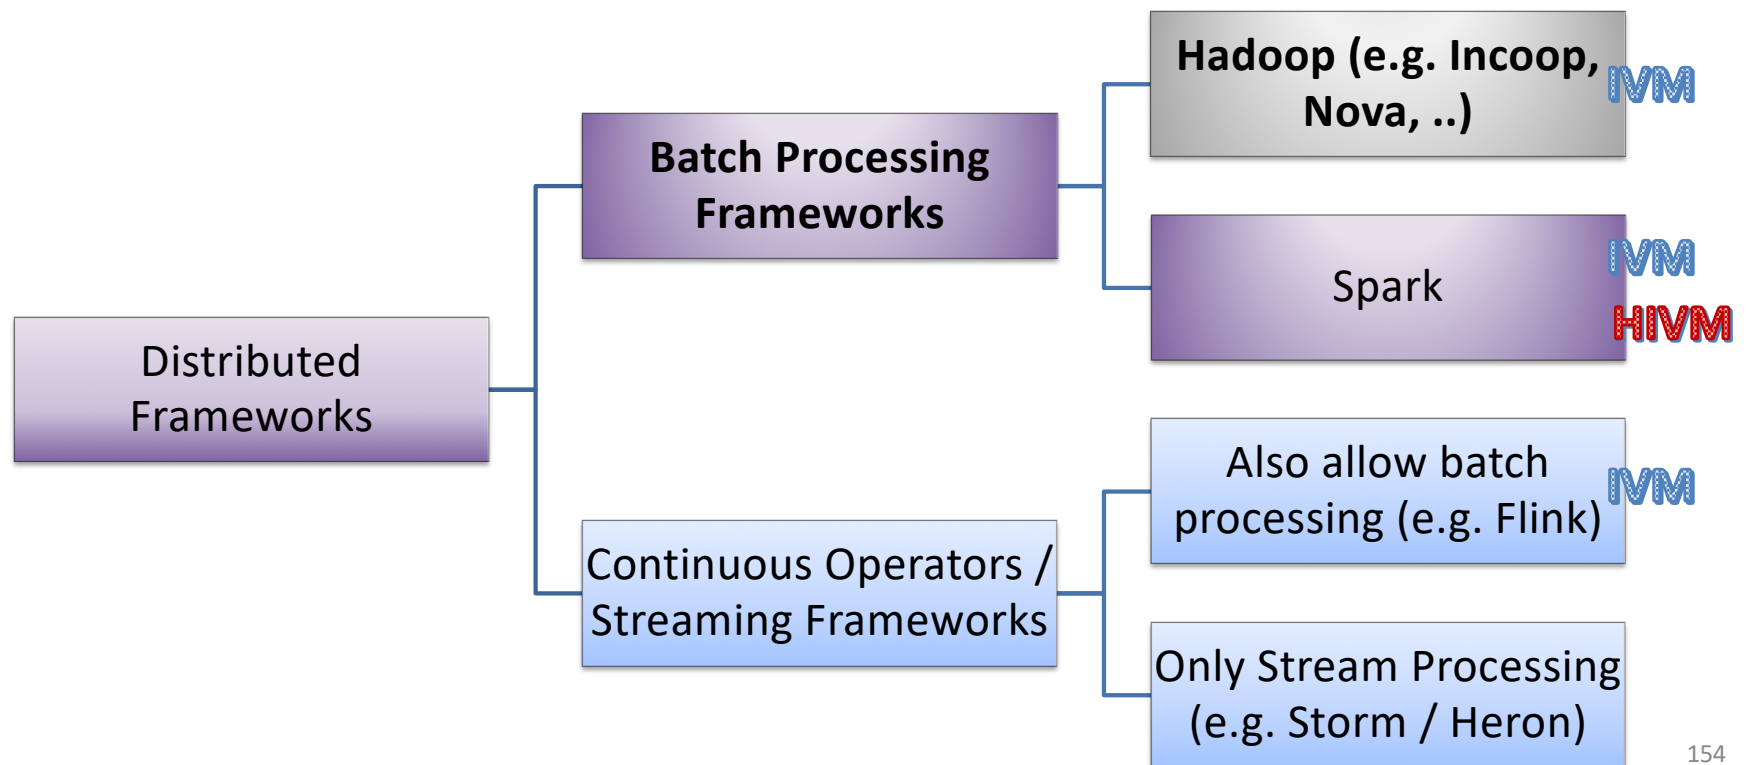 Distributed
Frameworks
Batch Processing
Frameworks
Hadoop (e.g. Incoop,
Nova, ..)
IVM
Spark
IVM
HIVM
Continuous Operators /
Streaming Frameworks
Also allow batch
processing (e.g. Flink)
IVM
Only Stream Processing
(e.g. Storm / Heron)
154